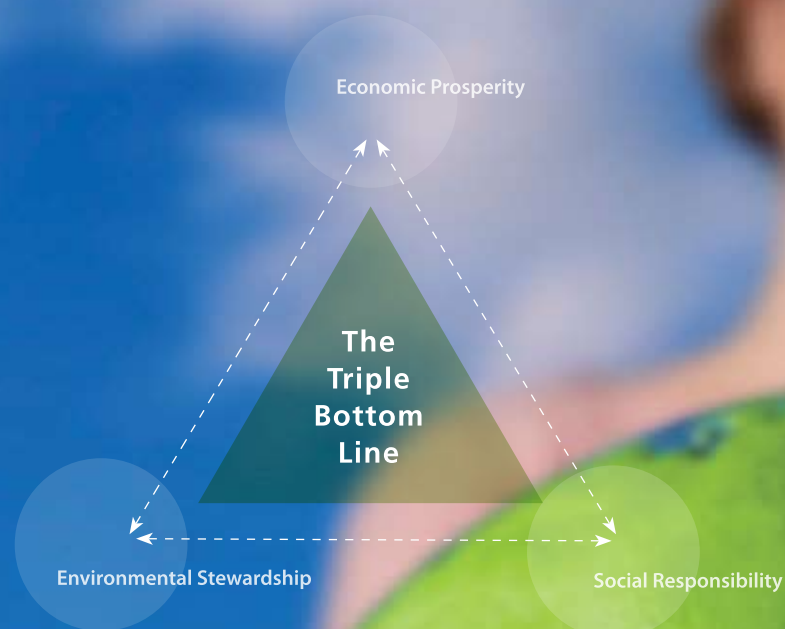 Economic Prosperity
The
Triple
Bottom
Line
Environmental Stewardship
Social Responsibility